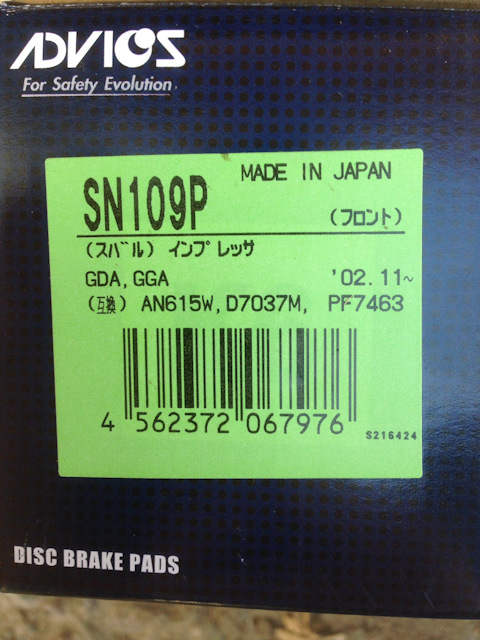 ADVICS
For Safety Evolution
MADE IN JAPAN
SN109P (フロント)
(スバル) インプレッサ
GDA, GGA '02.11~
(互換) AN615W, D7037M, PF7463
4 562372 067976
S216424
DISC BRAKE PADS